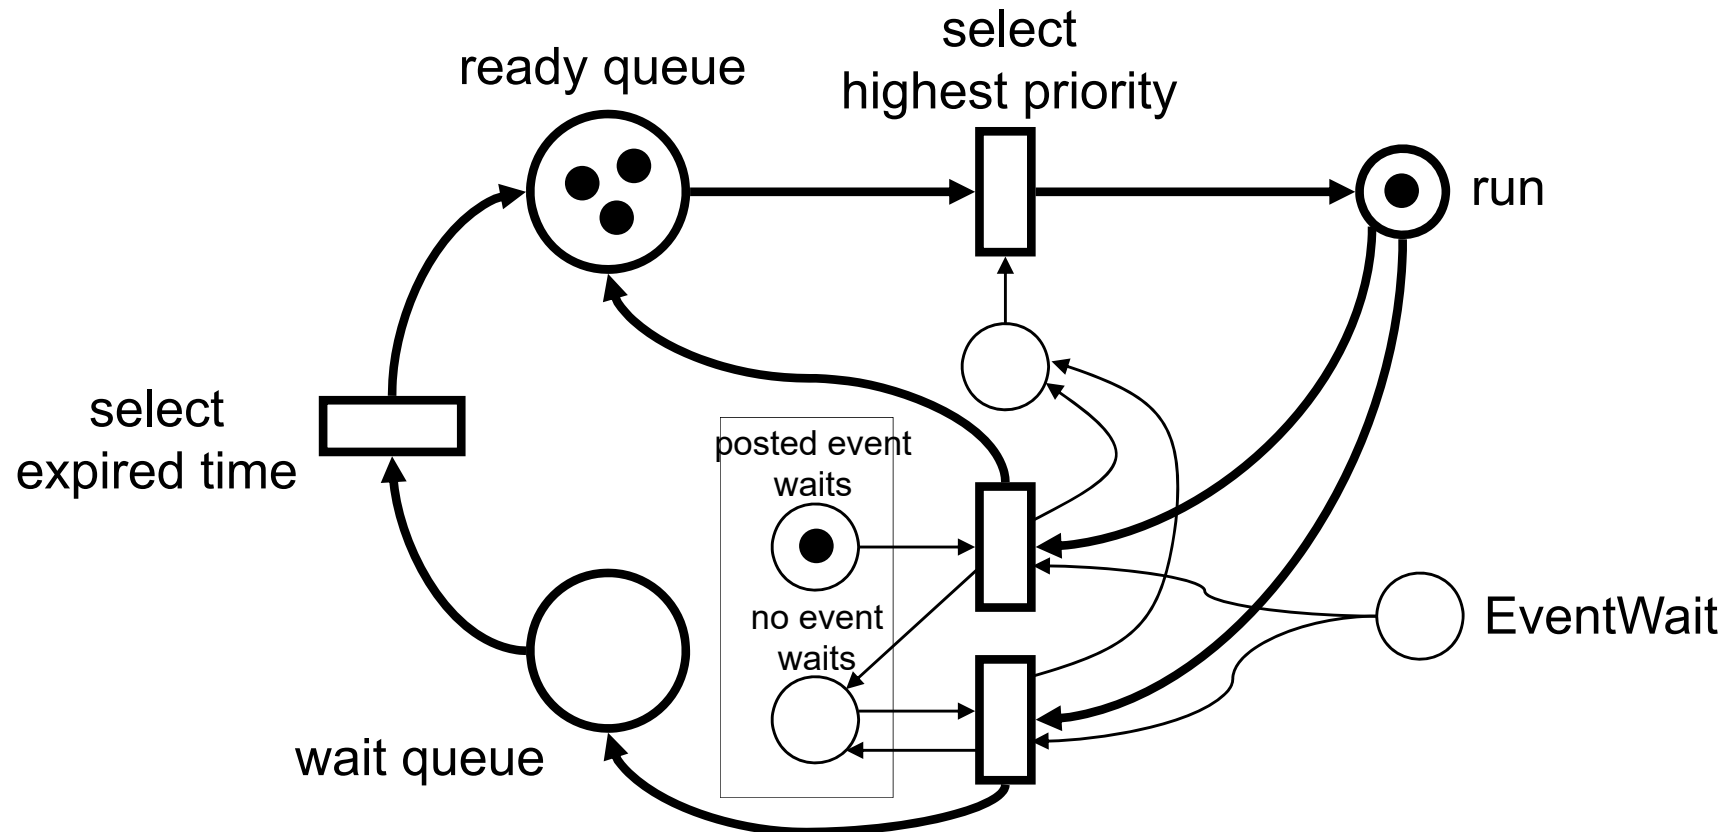 select
highest priority
ready queue
run
select
expired time
posted event
waits
no event
waits
EventWait
wait queue